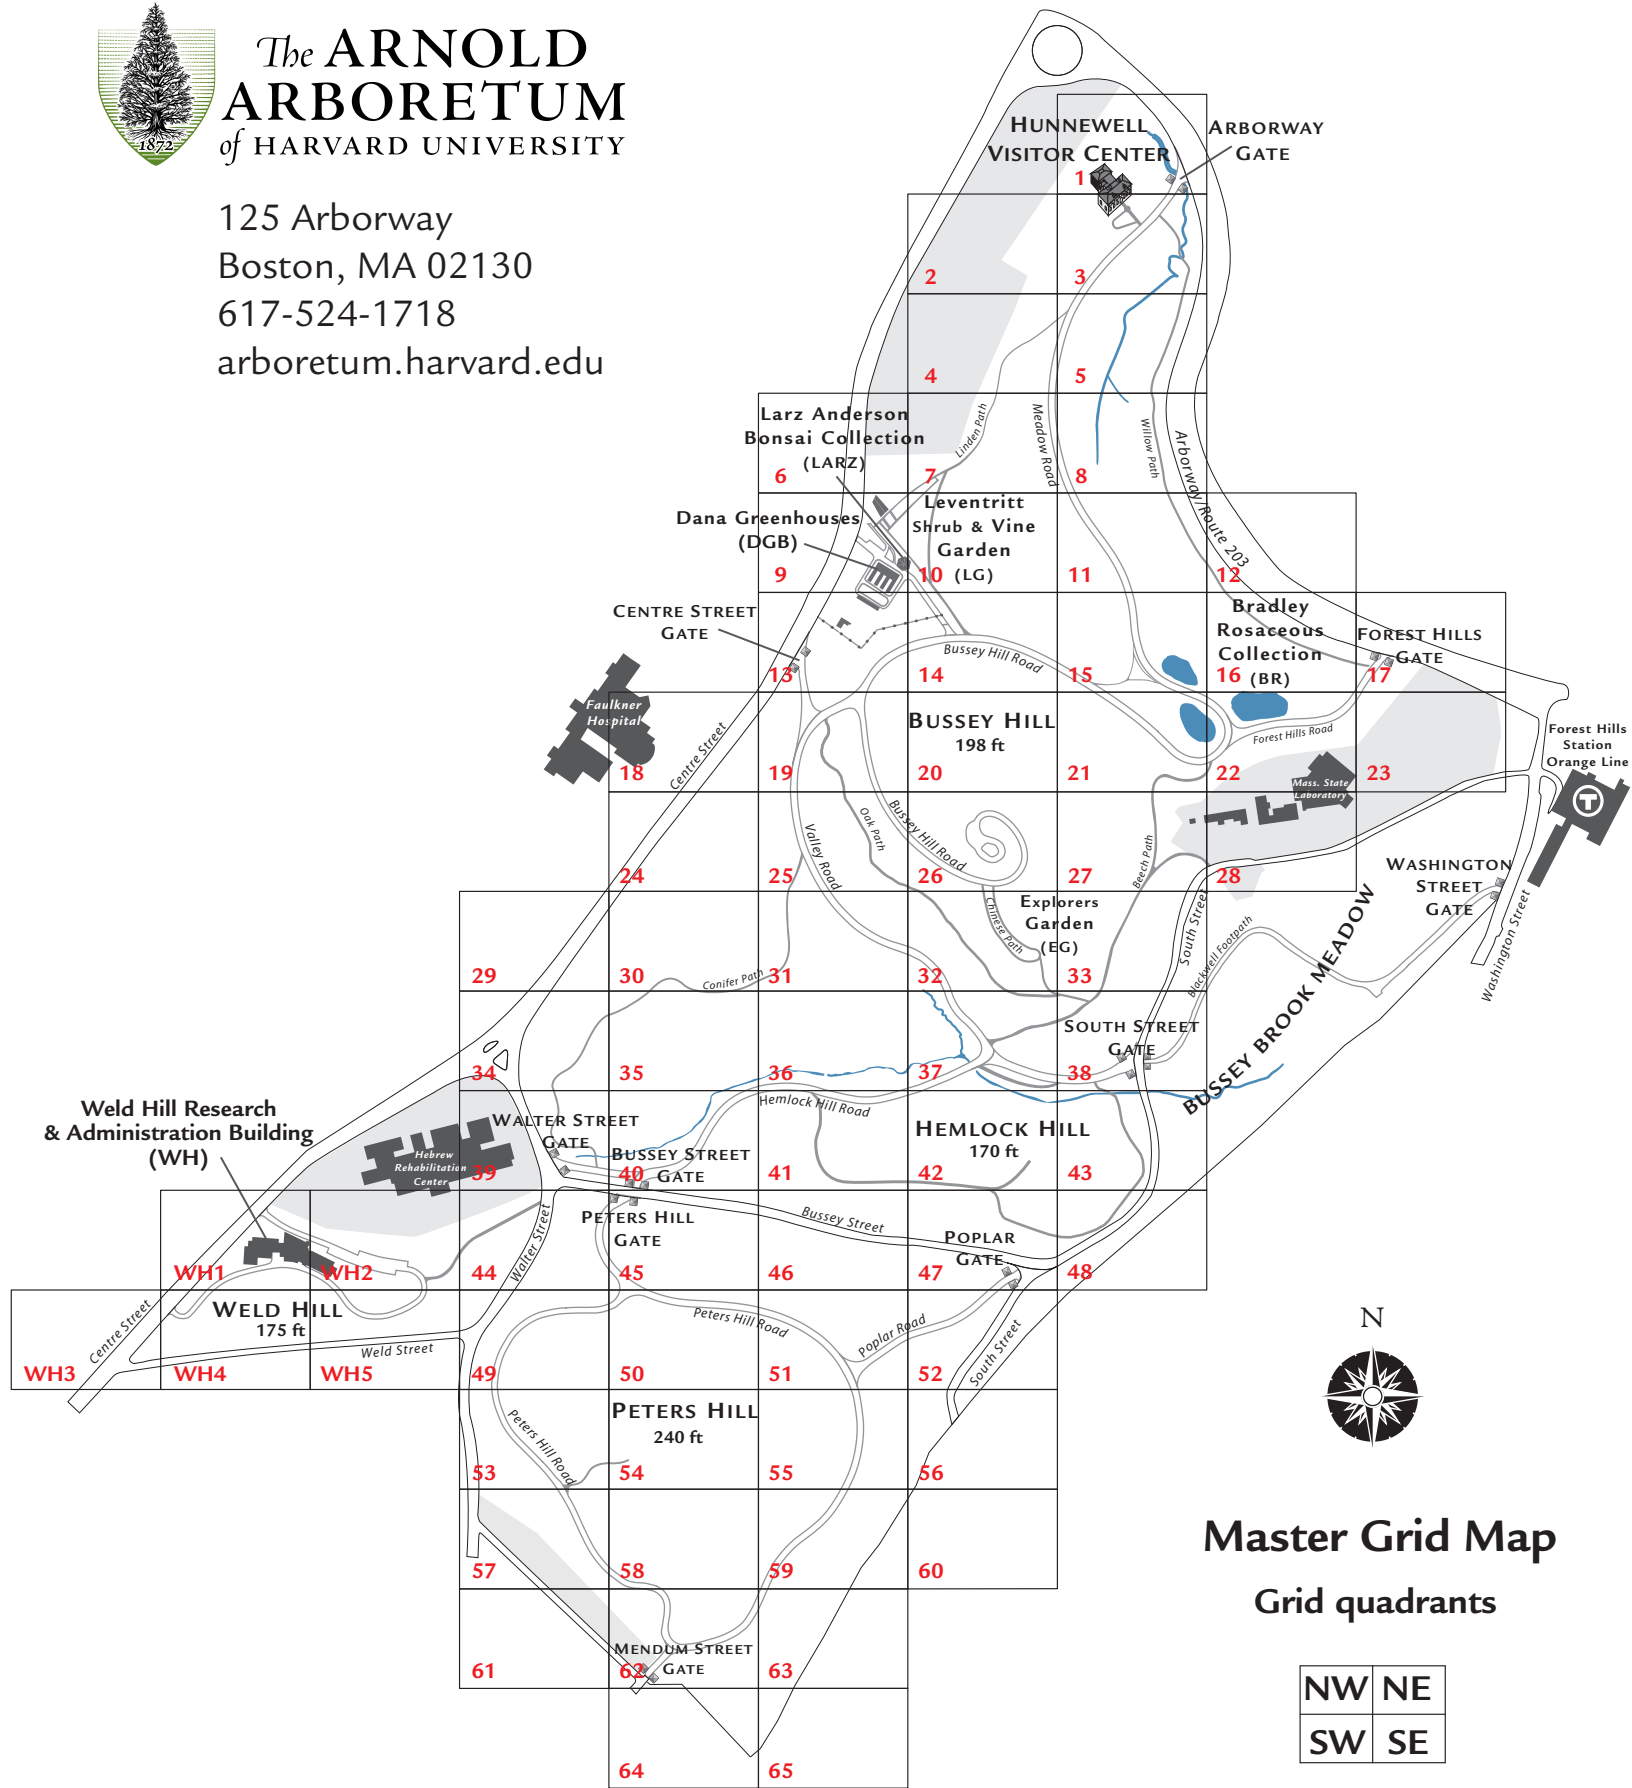 The ARNOLD
ARBORETUM
of HARVARD UNIVERSITY
1872
125 Arborway
Boston, MA 02130
617-524-1718
arboretum.harvard.edu
HUNNEWELL
VISITOR CENTER
ARBORWAY
GATE
1
2
3
4
5
Larz Anderson
Bonsai Collection
(LARZ)
Linden Path
Meadow Road
Willow Path
Arborway/Route 203
6
7
8
Leventritt
Shrub & Vine
Garden
(LG)
Dana Greenhouses
(DGB)
9
10
11
12
CENTRE STREET
GATE
Bradley
Rosaceous
Collection
(BR)
FOREST HILLS
GATE
Bussey Hill Road
13
14
15
16
17
Faulkner
Hospital
BUSSEY HILL
198 ft
Forest Hills Road
Forest Hills
Station
Orange Line
T
Centre Street
18
19
20
21
22
23
Mass. State
Laboratory
Valley Road
Oak Path
Bussey Hill Road
Beech Path
WASHINGTON
STREET
GATE
24
25
26
27
28
Chinese Path
Explorers
Garden
(EG)
South Street
Blackwell Footpath
Washington Street
BUSSEY BROOK MEADOW
29
30
Conifer Path
31
32
33
SOUTH STREET
GATE
34
35
36
37
38
Weld Hill Research
& Administration Building
(WH)
Hemlock Hill Road
WALTER STREET
GATE
HEMLOCK HILL
170 ft
Hebrew
Rehabilitation
Center
BUSSEY STREET
GATE
39
40
41
42
43
PETERS HILL
GATE
Bussey Street
Walter Street
POPLAR
GATE
WH1
WH2
44
45
46
47
48
WELD HILL
175 ft
Centre Street
Weld Street
Peters Hill Road
Poplar Road
South Street
WH3
WH4
WH5
49
50
51
52
PETERS HILL
240 ft
Peters Hill Road
53
54
55
56
57
58
59
60
MENDUM STREET
GATE
61
62
63
64
65
N
Master Grid Map
Grid quadrants
NW NE
SW SE